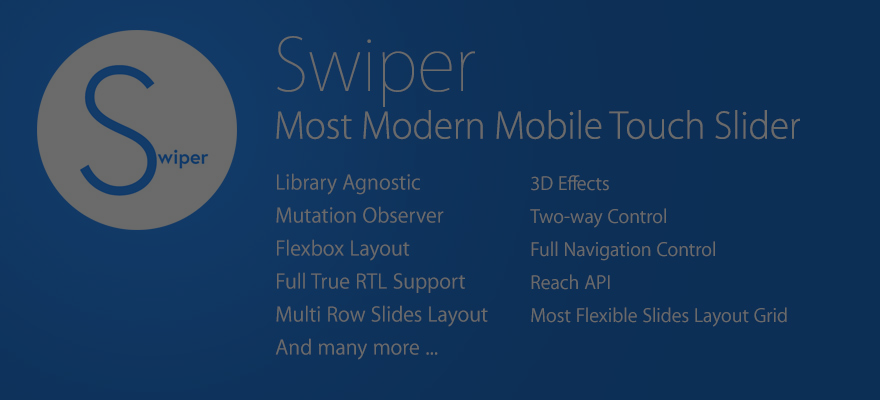 Swiper
Swiper
Most Modern Mobile Touch Slider
Library Agnostic
Mutation Observer
Flexbox Layout
Full True RTL Support
Multi Row Slides Layout
And many more ...
3D Effects
Two-way Control
Full Navigation Control
Reach API
Most Flexible Slides Layout Grid